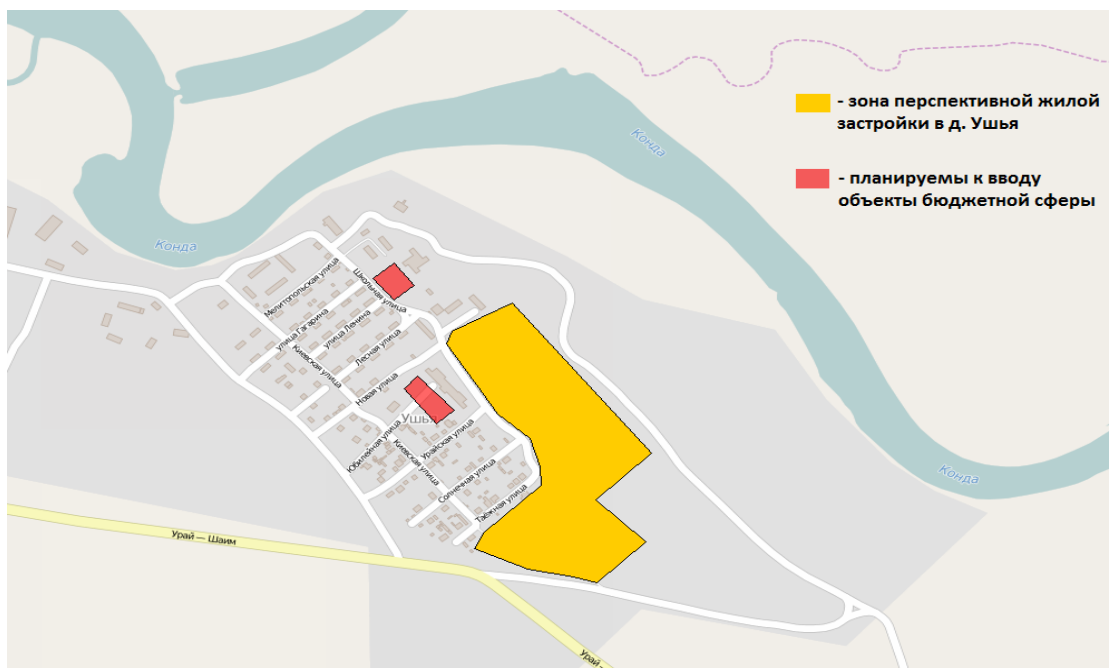 - зона перспективной жилой
застройки в д. Ушья
- планируемы к вводу
объекты бюджетной сферы
Конда
Конда
Мелитопольская улица
Школьная улица
улица Гагарина
улица Ленина
Киевская улица
Лесная улица
Новая улица
Ушья
Юбилейная улица
Урайская улица
Киевская улица
Солнечная улица
Таёжная улица
Конда
Урай — Шаим
Урай —